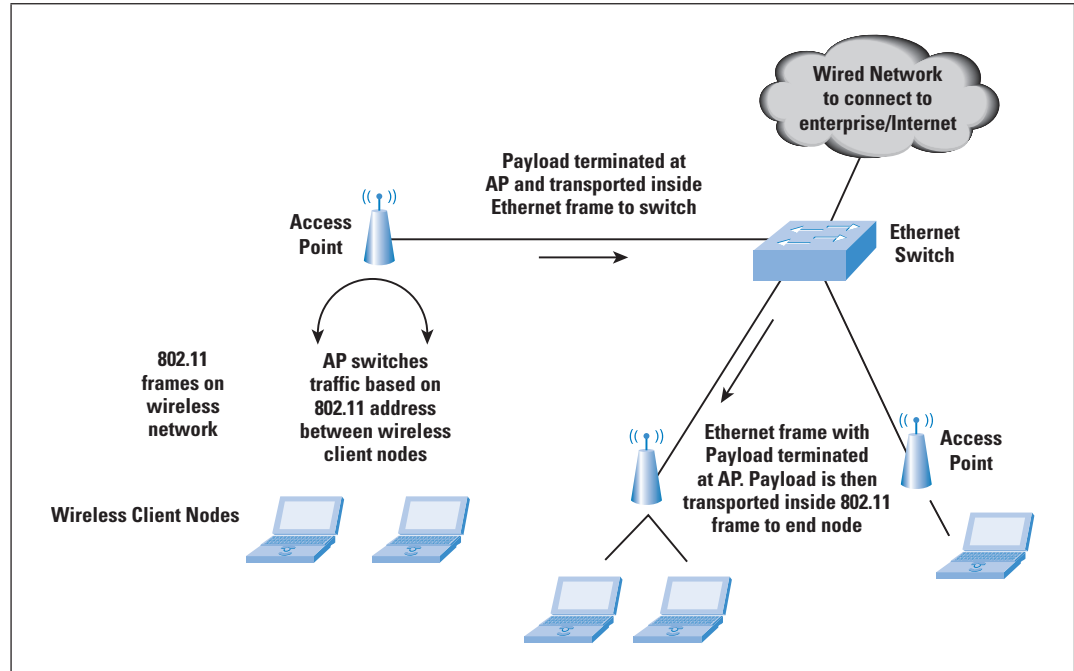 Wired Network
to connect to
enterprise/Internet
Payload terminated at
AP and transported inside
Ethernet frame to switch
Access
Point
Ethernet
Switch
802.11
frames on
wireless
network
AP switches
traffic based on
802.11 address
between wireless
client nodes
Ethernet frame with
Payload terminated
at AP. Payload is then
transported inside 802.11
frame to end node
Access
Point
Wireless Client Nodes